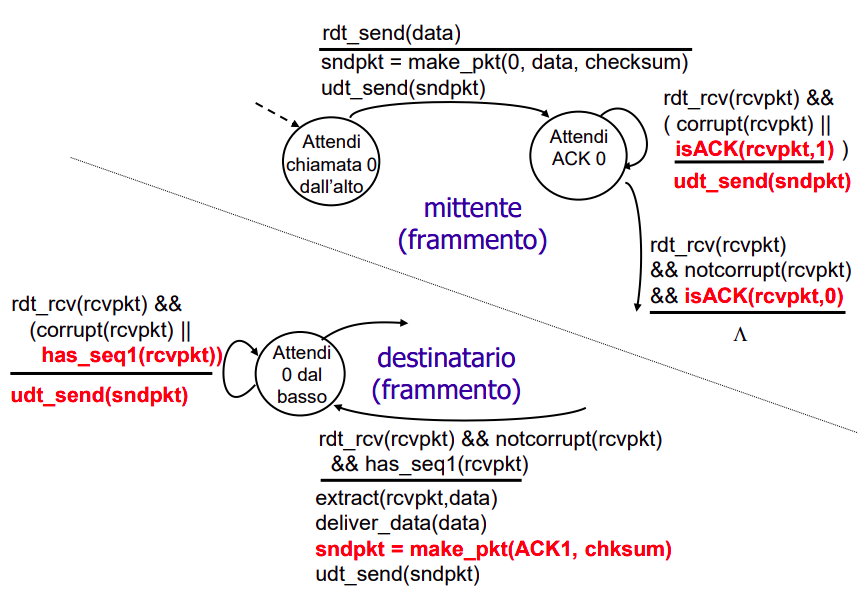 rdt_send(data)
sndpkt = make_pkt(0, data, checksum)
udt_send(sndpkt)
Attendi
chiamata 0
dall'alto
Attendi
ACK 0
rdt_rcv(rcvpkt) &&
( corrupt(rcvpkt) ||
isACK(rcvpkt,1) )
udt_send(sndpkt)
mittente
(frammento)
rdt_rcv(rcvpkt)
&& notcorrupt(rcvpkt)
&& isACK(rcvpkt,0)
Λ
rdt_rcv(rcvpkt) &&
(corrupt(rcvpkt) ||
has_seq1(rcvpkt))
udt_send(sndpkt)
Attendi
0 dal
basso
destinatario
(frammento)
rdt_rcv(rcvpkt) && notcorrupt(rcvpkt)
&& has_seq1(rcvpkt)
extract(rcvpkt,data)
deliver_data(data)
sndpkt = make_pkt(ACK1, chksum)
udt_send(sndpkt)